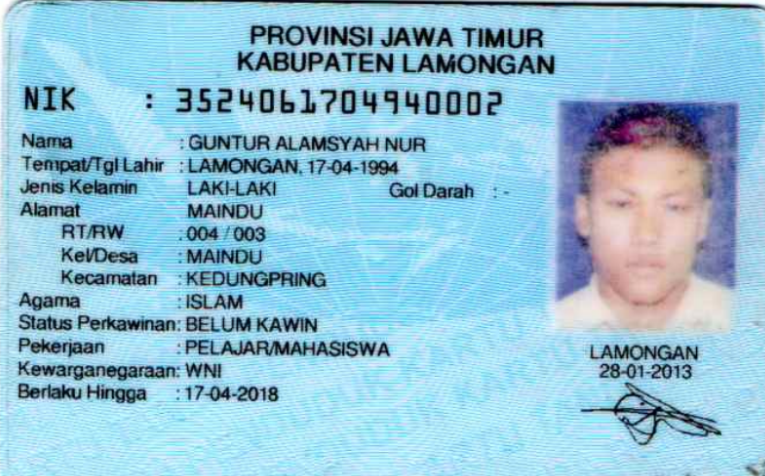 PROVINSI JAWA TIMUR
KABUPATEN LAMONGAN
NIK : 3524061704940002
Nama : GUNTUR ALAMSYAH NUR
Tempat/Tgl Lahir : LAMONGAN, 17-04-1994
Jenis Kelamin LAKI-LAKI Gol Darah : -
Alamat MAINDU
RT/RW : 004 / 003
Kel/Desa : MAINDU
Kecamatan : KEDUNGPRING
Agama : ISLAM
Status Perkawinan: BELUM KAWIN
Pekerjaan : PELAJAR/MAHASISWA
Kewarganegaraan: WNI
Berlaku Hingga : 17-04-2018
LAMONGAN
28-01-2013